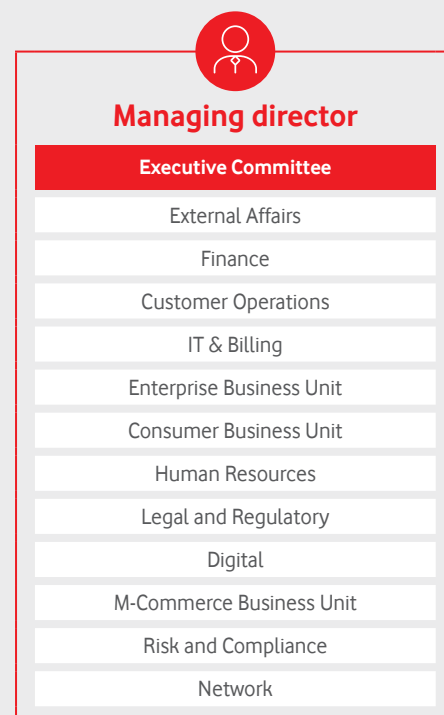 Managing director
Executive Committee
External Affairs
Finance
Customer Operations
IT & Billing
Enterprise Business Unit
Consumer Business Unit
Human Resources
Legal and Regulatory
Digital
M-Commerce Business Unit
Risk and Compliance
Network